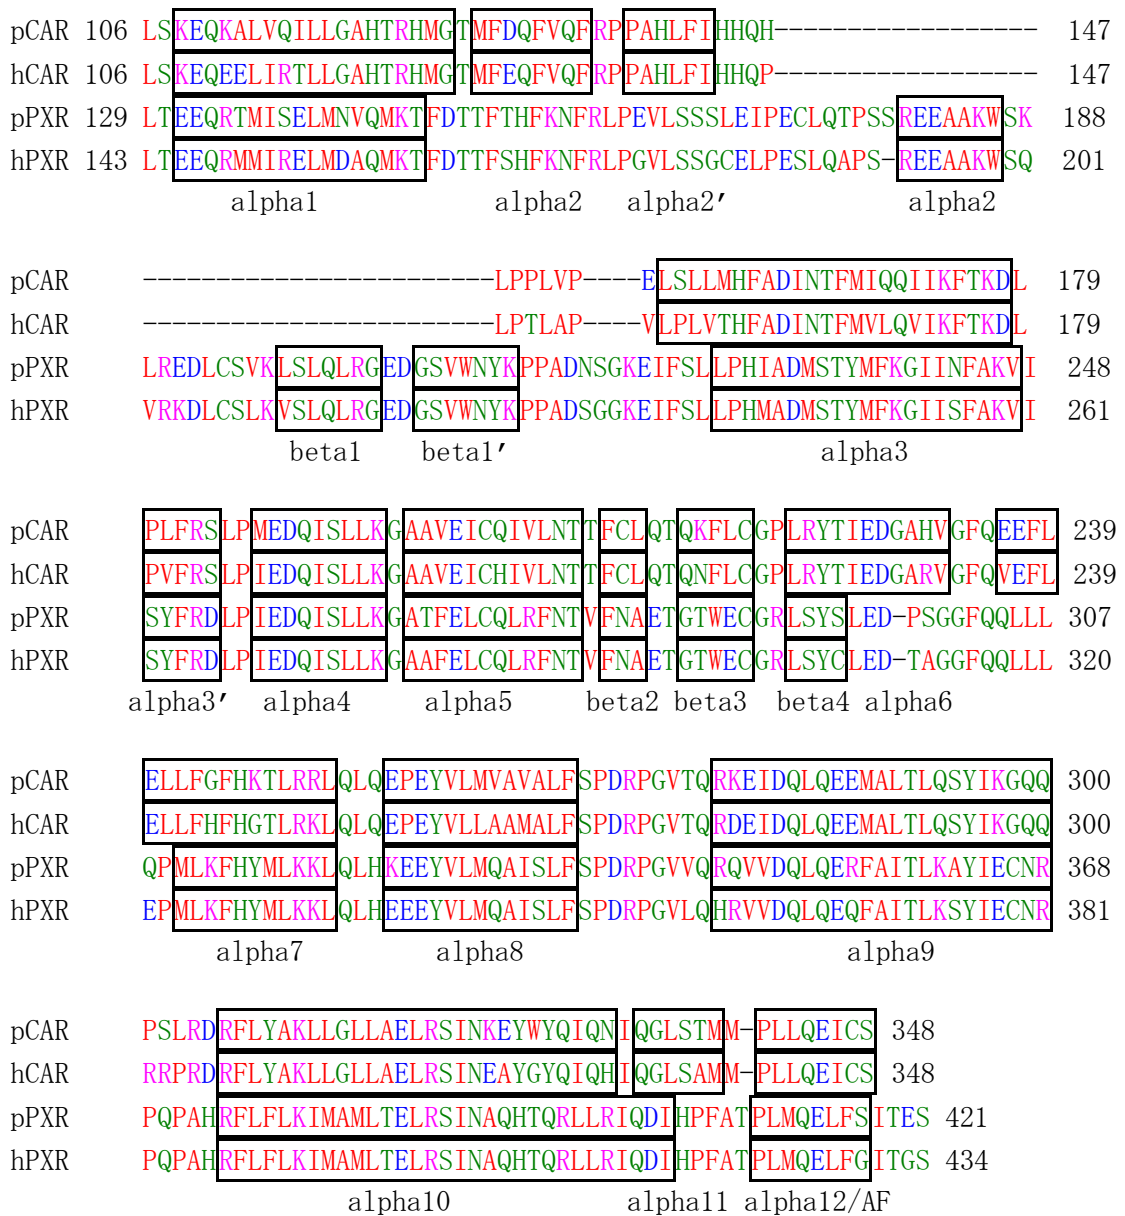 pCAR 106 LSKEQKALVQILLGAHTRHMGTMFDQFVQFRPPAHLFIHHQH------------------ 147
hCAR 106 LSKEQEELIRTLLGAHTRHMGTMFEQFVQFRPPAHLFIHHQP------------------ 147
pPXR 129 LTEEQRTMISELMNVQMKTFDTTFTHFKNFRLPEVLSSSLEIPECLQTPSSREEAAKWSK 188
hPXR 143 LTEEQRMMIRELMDAQMKTFDTTFSHFKNFRLPGVLSSGCELPESLQAPS-REEAAKWSQ 201
alpha1 alpha2 alpha2' alpha2
pCAR ------------------------LPPLVP----ELSLLMHFADINTFMIQQIIKFTKDL 179
hCAR ------------------------LPTLAP----VLPLVTHFADINTFMVLQVIKFTKDL 179
pPXR LREDLCSVKLSLQLRGEDGSVWNYKPPADNSGKEIFSLLPHIADMSTYMFKGIINFAKVI 248
hPXR VRKDLCSLKVSLQLRGEDGSVWNYKPPADSGGKEIFSLLPHMADMSTYMFKGIISFAKVI 261
beta1 beta1' alpha3
pCAR PLFRSLPMEDQISLLKGAAVEICQIVLNTTFCLQTQKFLCGPLRYTIEDGAHVGFQEEFL 239
hCAR PVFRSLPIEDQISLLKGAAVEICHIVLNTTFCLQTQNFLCGPLRYTIEDGARVGFQVEFL 239
pPXR SYFRDLPIEDQISLLKGATFELCQLRFNTVFNAETGTWECGRLSYSLED-PSGGFQQLLL 307
hPXR SYFRDLPIEDQISLLKGAAFELCQLRFNTVFNAETGTWECGRLSYCLED-TAGGFQQLLL 320
alpha3' alpha4 alpha5 beta2 beta3 beta4 alpha6
pCAR ELLFGFHKTLRRLQLQEPEYVLMVAVALFSPDRPGVTQRKEIDQLQEEMALTLQSYIKGQQ 300
hCAR ELLFHFHGTLRKLQLQEPEYVLLAAMALFSPDRPGVTQRDEIDQLQEEMALTLQSYIKGQQ 300
pPXR QPMLKFHYMLKKLQLHKEEYVLMQAISLFSPDRPGVVQRQVVDQLQERFAITLKAYIECNR 368
hPXR EPMLKFHYMLKKLQLHEEEYVLMQAISLFSPDRPGVLQHRVVDQLQEQFAITLKSYIECNR 381
alpha7 alpha8 alpha9
pCAR PSLRDRFLYAKLLGLLAELRSINKEYWYQIQNIQGLSTMM-PLLQEICS 348
hCAR RRPRDRFLYAKLLGLLAELRSINEAYGYQIQHIQGLSAMM-PLLQEICS 348
pPXR PQPAHRFLFLKIMAMLTELRSINAQHTQRLLRIQDIHPFATPLMQELFSITES 421
hPXR PQPAHRFLFLKIMAMLTELRSINAQHTQRLLRIQDIHPFATPLMQELFGITGS 434
alpha10 alpha11 alpha12/AF